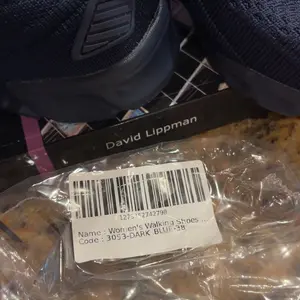 David Lippman
Name : Women's Walking Shoes ...
Code : 3053-DARK BLUE-38